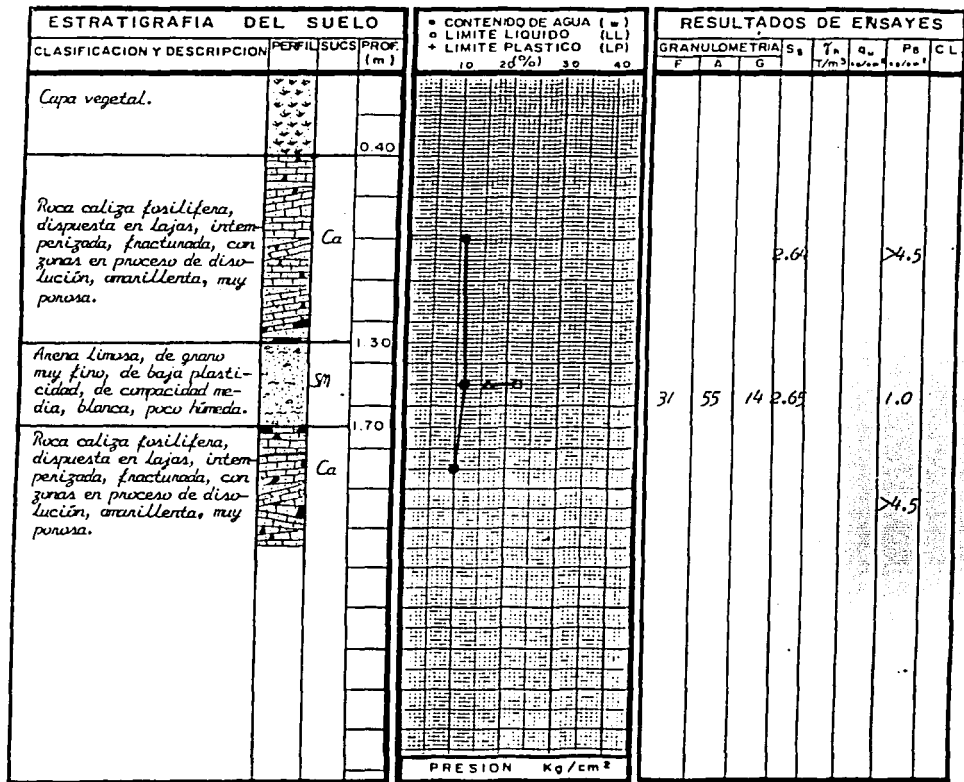 ESTRATIGRAFIA DEL SUELO
CLASIFICACION Y DESCRIPCION PERFIL SUCS PROF. (m)
Capa vegetal.
0.40
Roca caliza fosilifera,
dispuesta en lajas, intem-
perizada, fracturada, con
zonas en proceso de diso-
lución, amarillenta, muy
porosa.
Ca
1.30
Arena limosa, de grano
muy fino, de baja plasti-
cidad, de compacidad me-
dia, blanca, poco húmeda.
SM
1.70
Roca caliza fosilifera,
dispuesta en lajas, intem-
perizada, fracturada, con
zonas en proceso de diso-
lución, amarillenta, muy
porosa.
Ca
• CONTENIDO DE AGUA (w)
o LIMITE LIQUIDO (LL)
+ LIMITE PLASTICO (LP)
10 20 (%) 30 40
PRESION Kg/cm²
RESULTADOS DE ENSAYES
GRANULOMETRIA Ss qu PB C.L.
F A G T/m³
2.64 >4.5
31 55 14 2.65 1.0
>4.5